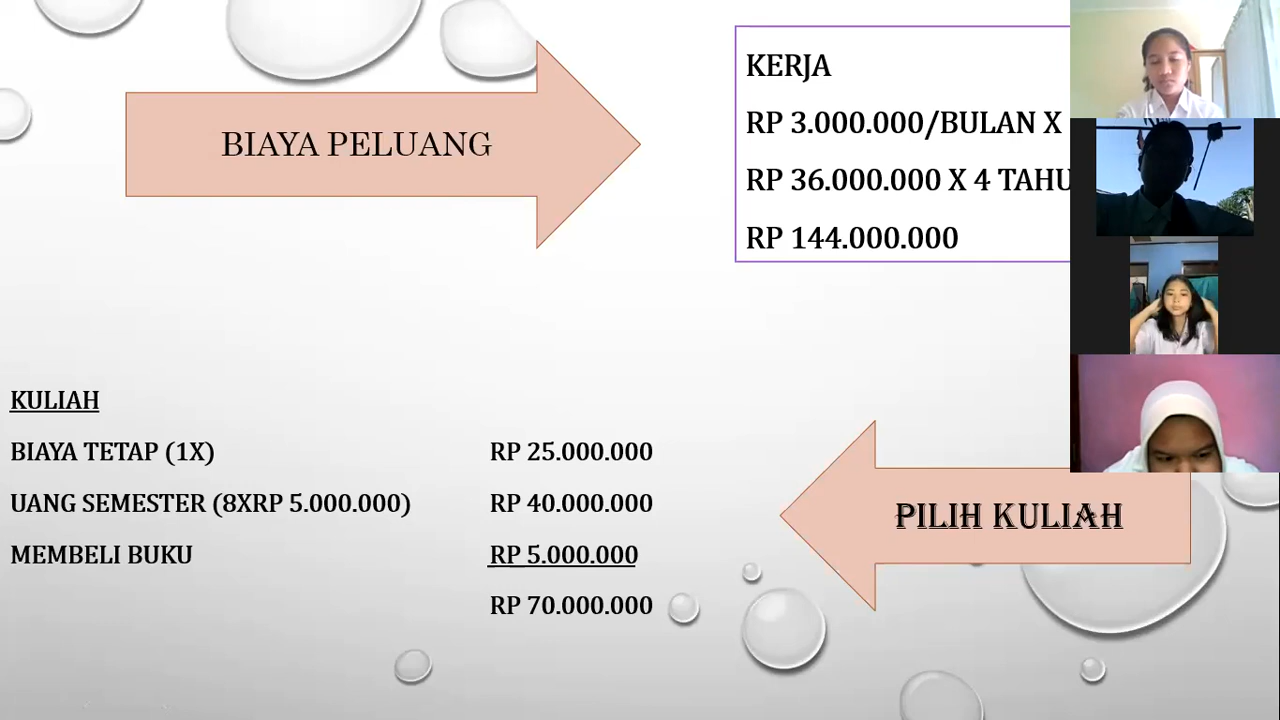 BIAYA PELUANG
KERJA
RP 3.000.000/BULAN X
RP 36.000.000 X 4 TAHU
RP 144.000.000
KULIAH
BIAYA TETAP (1X) RP 25.000.000
UANG SEMESTER (8XRP 5.000.000) RP 40.000.000
MEMBELI BUKU RP 5.000.000
RP 70.000.000
PILIH KULIAH